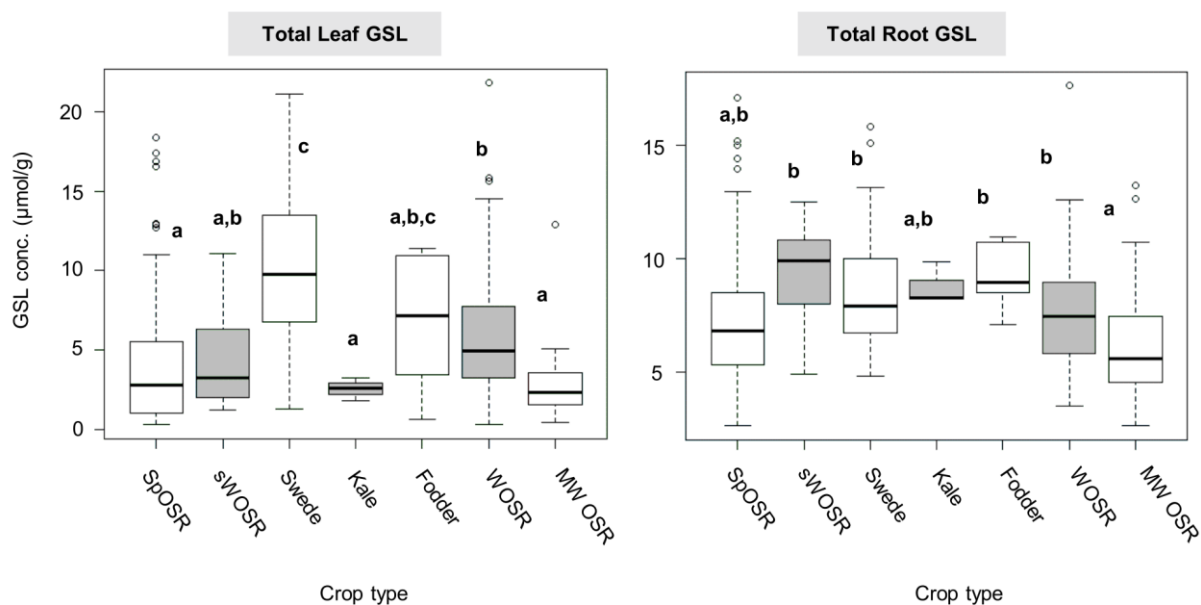 Total Leaf GSL
Total Root GSL
GSL conc. (µmol/g)
20
15
10
5
0
a
a,b
c
a
a,b,c
b
a
SpOSR
sWOSR
Swede
Kale
Fodder
WOSR
MW OSR
Crop type
15
10
5
a,b
b
b
a,b
b
b
a
SpOSR
sWOSR
Swede
Kale
Fodder
WOSR
MW OSR
Crop type